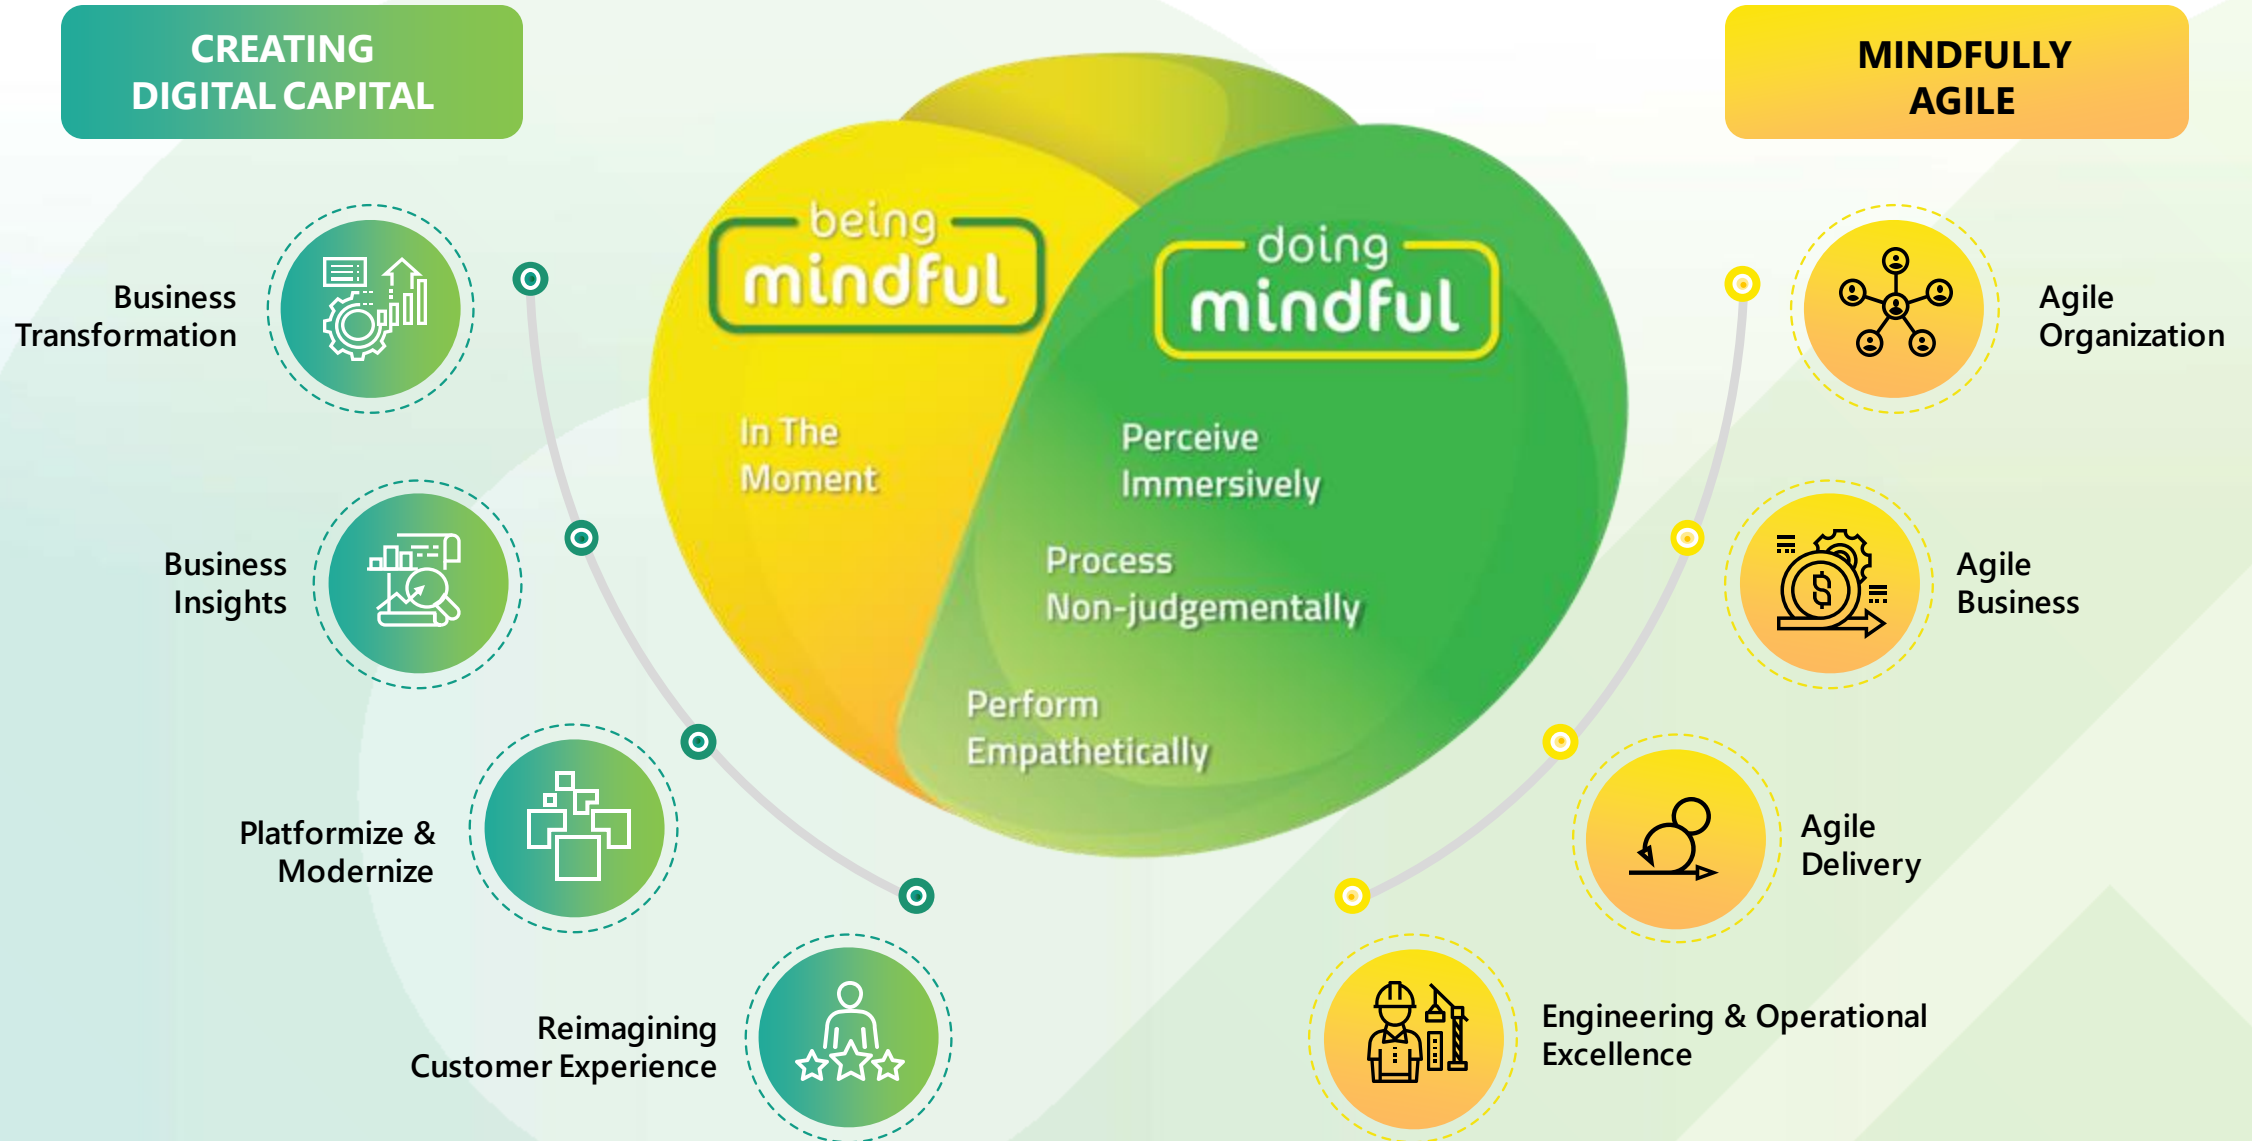 CREATING
DIGITAL CAPITAL
Business
Transformation
Business
Insights
Platformize &
Modernize
Reimagining
Customer Experience
being
mindful
In The
Moment
doing
mindful
Perceive
Immersively
Process
Non-judgementally
Perform
Empathetically
MINDFULLY
AGILE
Agile
Organization
Agile
Business
Agile
Delivery
Engineering & Operational
Excellence